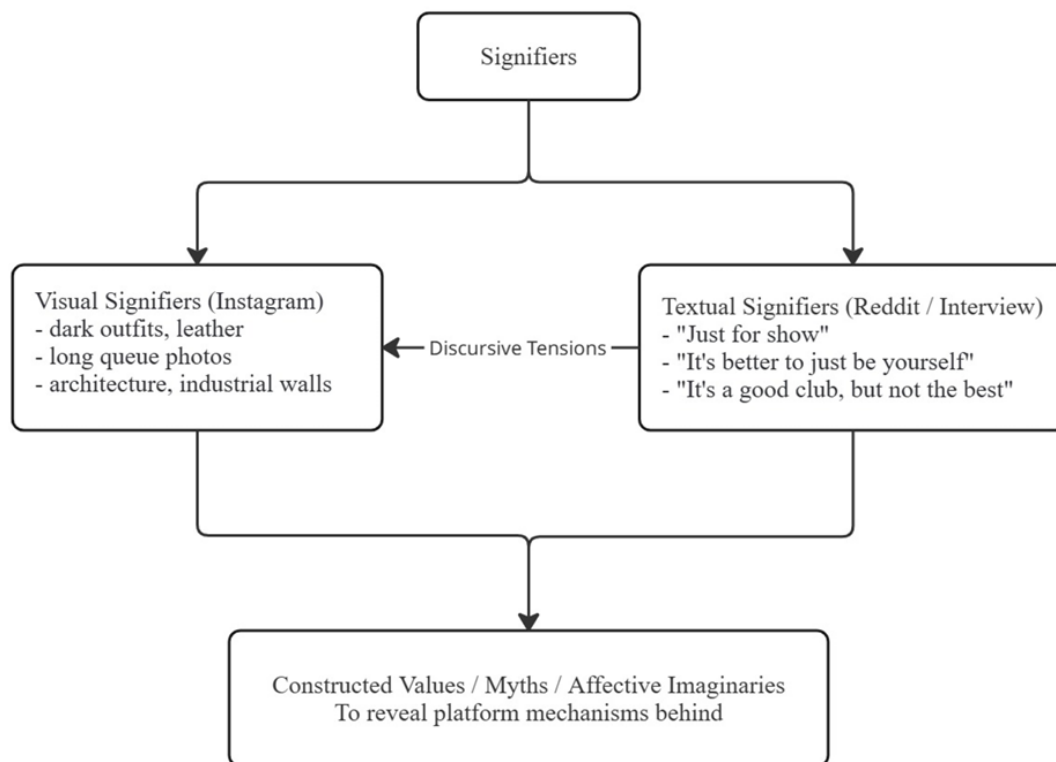 Signifiers
Visual Signifiers (Instagram)
- dark outfits, leather
- long queue photos
- architecture, industrial walls
Discursive Tensions
Textual Signifiers (Reddit / Interview)
- "Just for show"
- "It's better to just be yourself"
- "It's a good club, but not the best"
Constructed Values / Myths / Affective Imaginaries
To reveal platform mechanisms behind